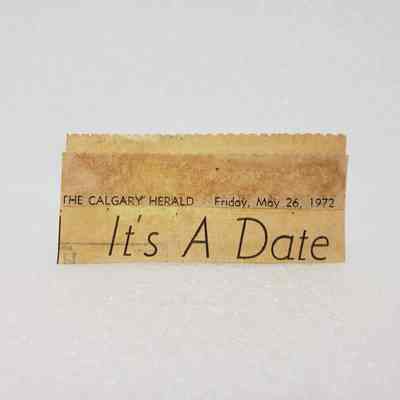 THE CALGARY HERALD Friday, May 26, 1972
It's A Date